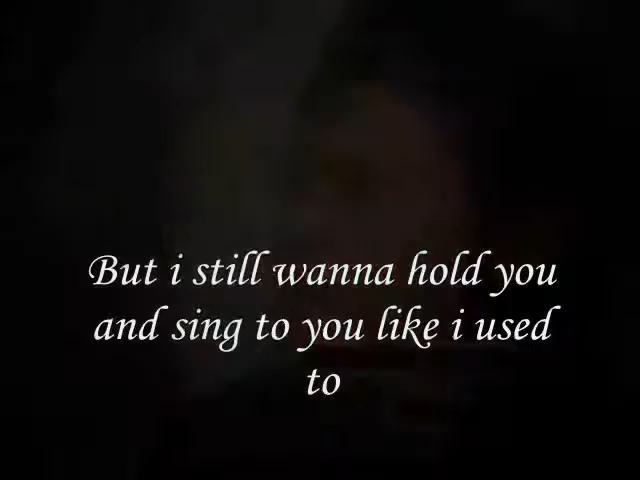 But i still wanna hold you
and sing to you like i used
to